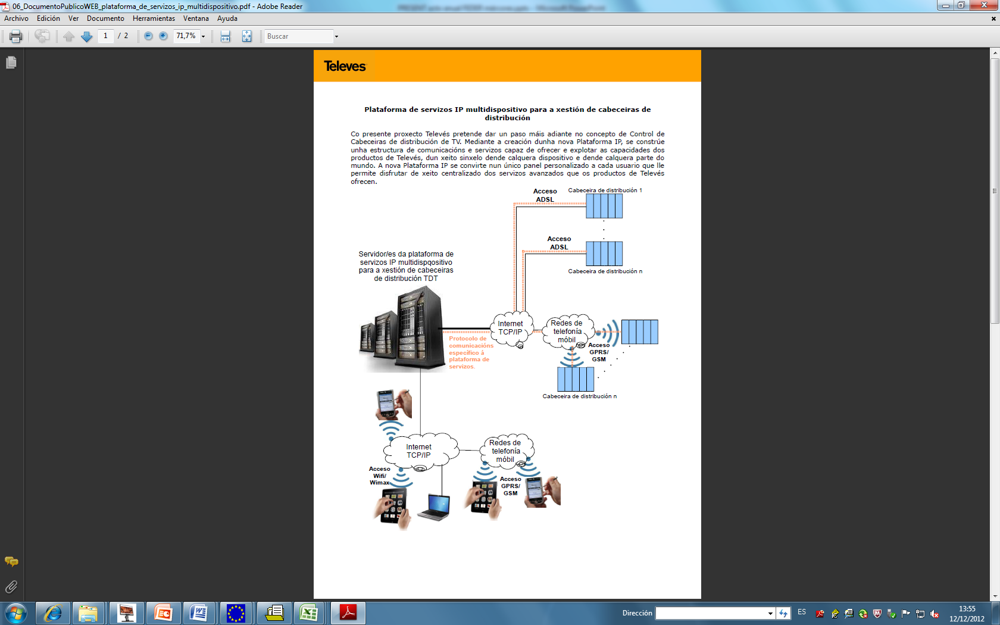 06_DocumentoPublicoWEB_plataforma_de_servizos_ip_multidispositivo.pdf - Adobe Reader
Archivo Edición Ver Documento Herramientas Ventana Ayuda
1 / 2 71,7% Buscar
Televes
Plataforma de servizos IP multidispositivo para a xestión de cabeceiras de
distribución
Co presente proxecto Televés pretende dar un paso máis adiante no concepto de Control de
Cabeceiras de distribución de TV. Mediante a creación dunha nova Plataforma IP, se constrúe
unha estructura de comunicacións e servizos capaz de ofrecer e explotar as capacidades dos
productos de Televés, dun xeito sinxelo dende calquera dispositivo e dende calquera parte do
mundo. A nova Plataforma IP se convirte nun único panel personalizado a cada usuario que lle
permite disfrutar de xeito centralizado dos servizos avanzados que os productos de Televés
ofrecen.
Acceso
ADSL
Cabeceira de distribución 1
Acceso
ADSL
Cabeceira de distribución n
Servidor/es da plataforma de
servizos IP multidispqositivo
para a xestión de cabeceiras
de distribución TDT
Internet
TCP/IP
Redes de
telefonía
móbil
Protocolo de
comunicacións
específico á
plataforma de
servizos.
Acceso
GPRS/
GSM
Cabeceira de distribución n
Internet
TCP/IP
Redes de
telefonía
móbil
Acceso
Wifi/
Wimax
Acceso
GPRS/
GSM
Dirección
ES
13:55
12/12/2012